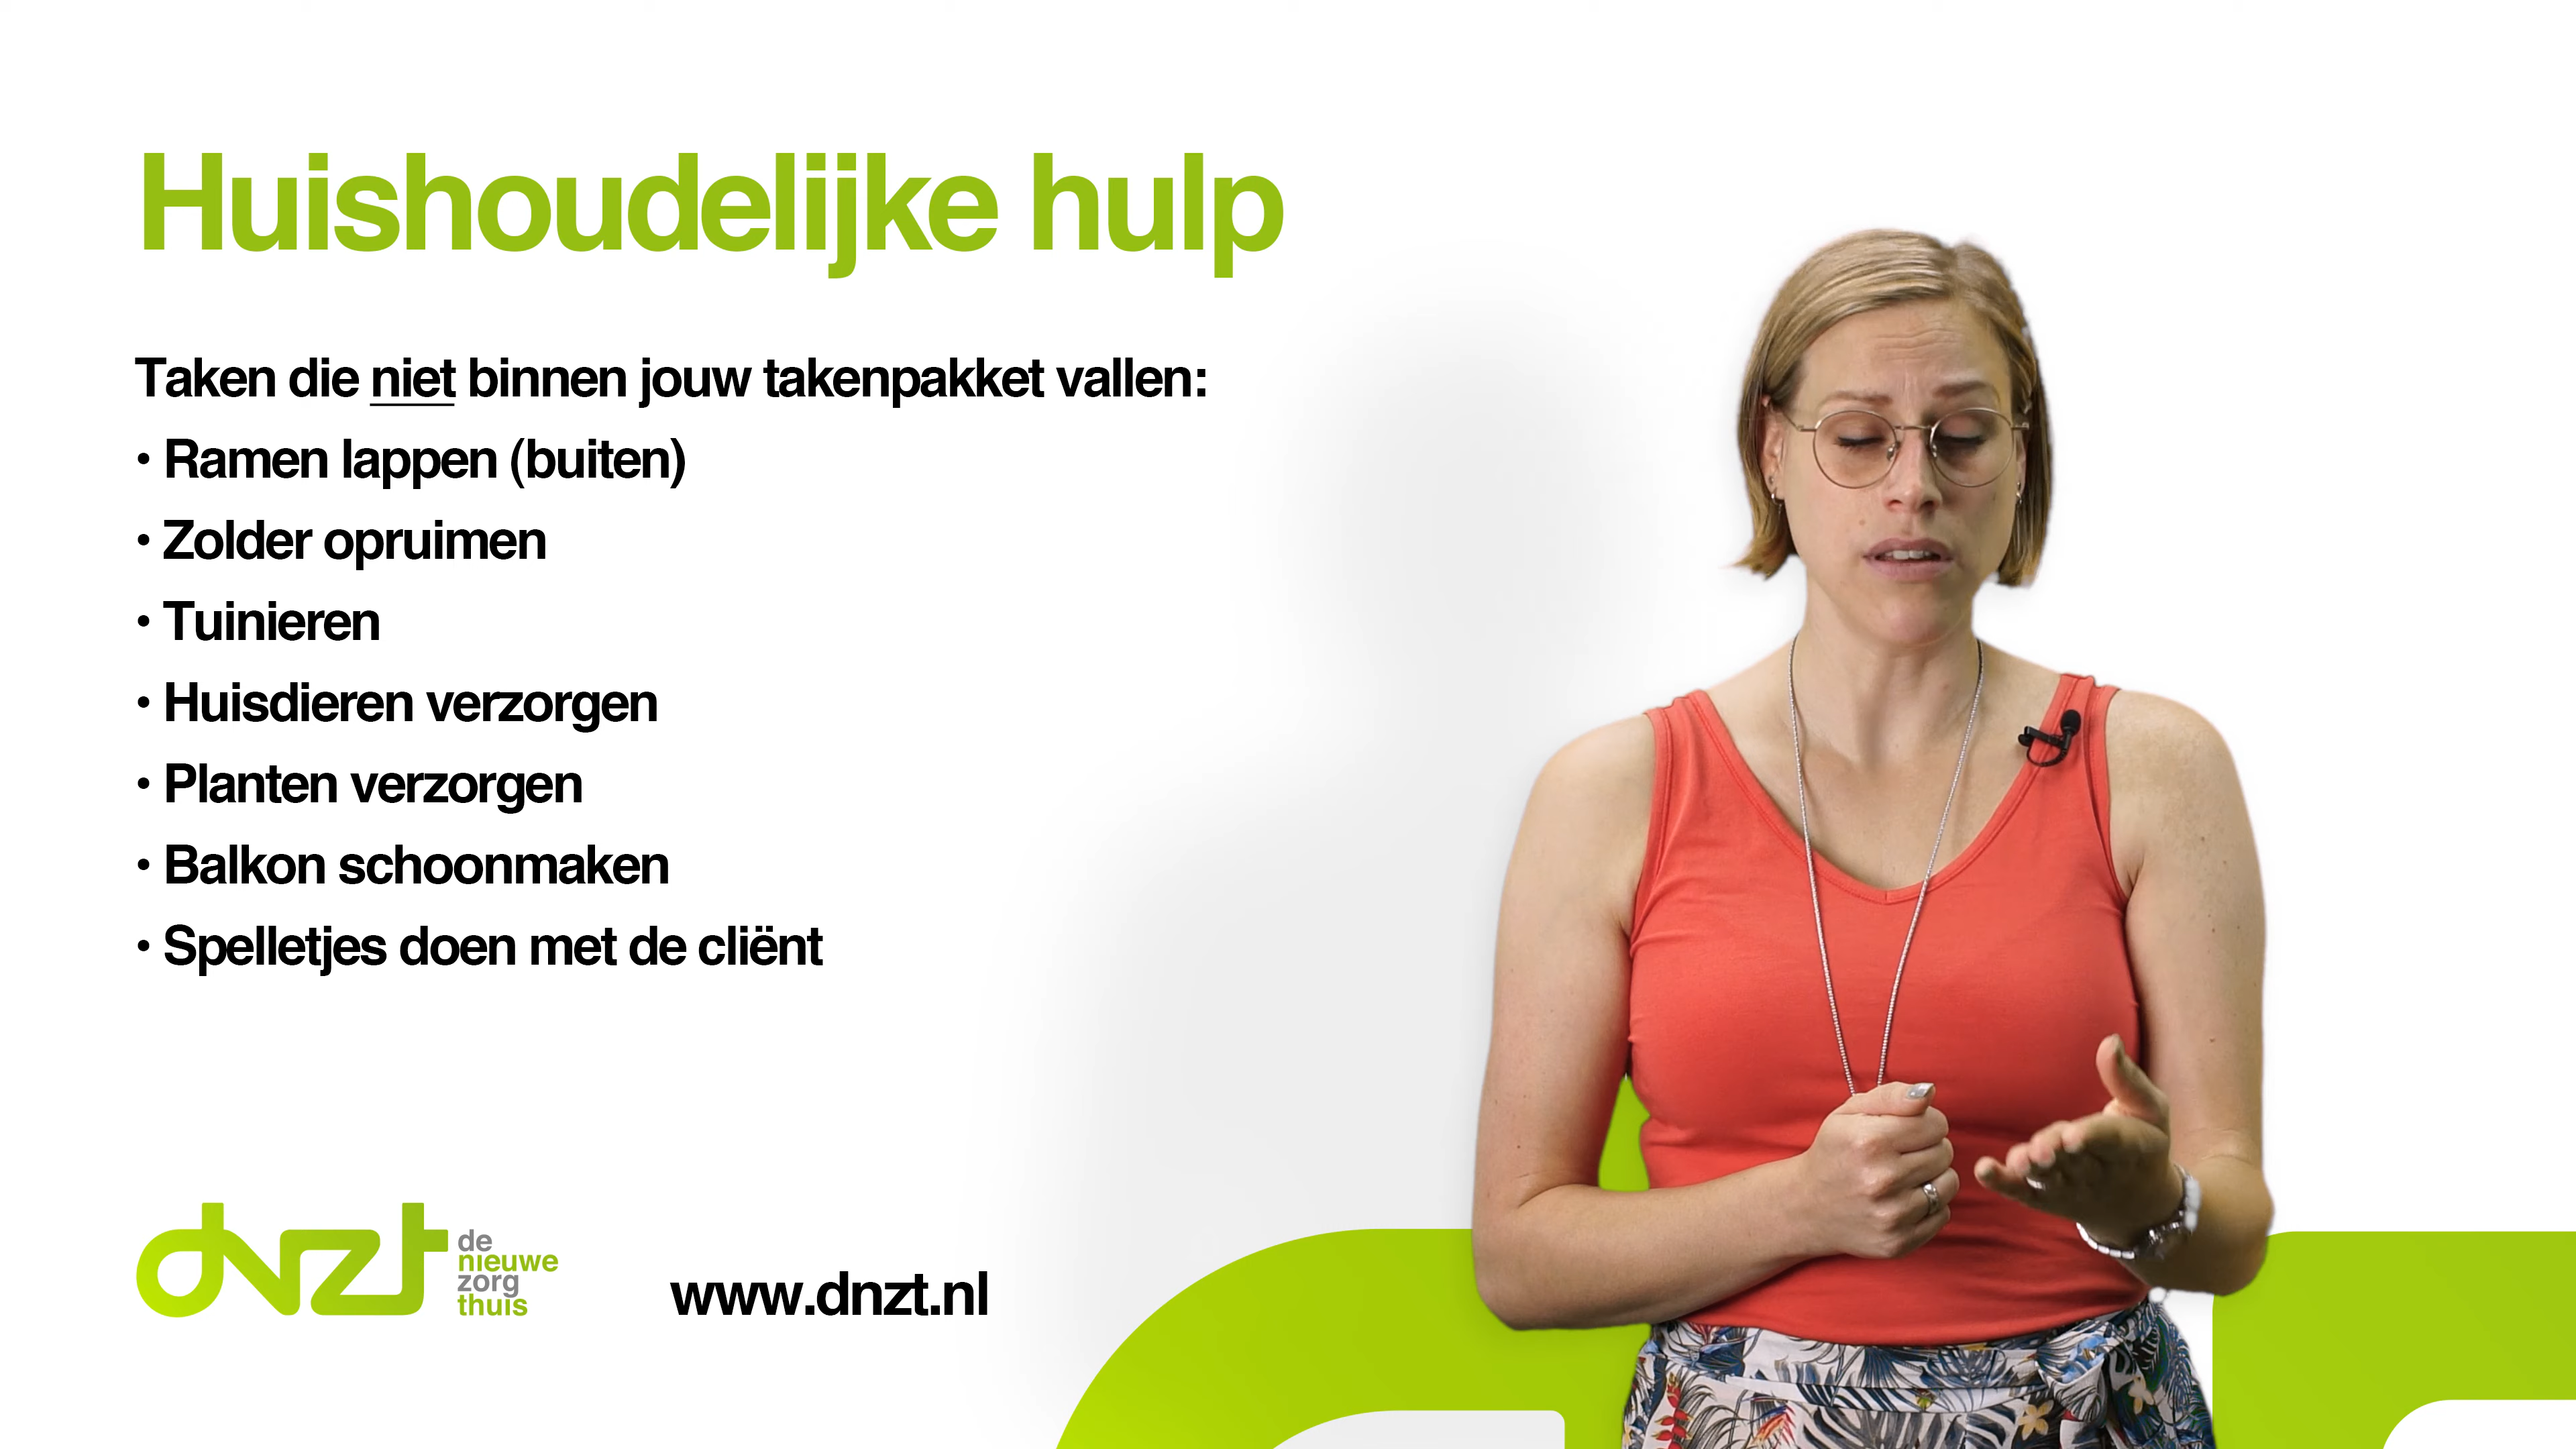 Huishoudelijke hulp
Taken die niet binnen jouw takenpakket vallen:
• Ramen lappen (buiten)
• Zolder opruimen
• Tuinieren
• Huisdieren verzorgen
• Planten verzorgen
• Balkon schoonmaken
• Spelletjes doen met de cliënt
dnzt
de
nieuwe
zorg
thuis
www.dnzt.nl